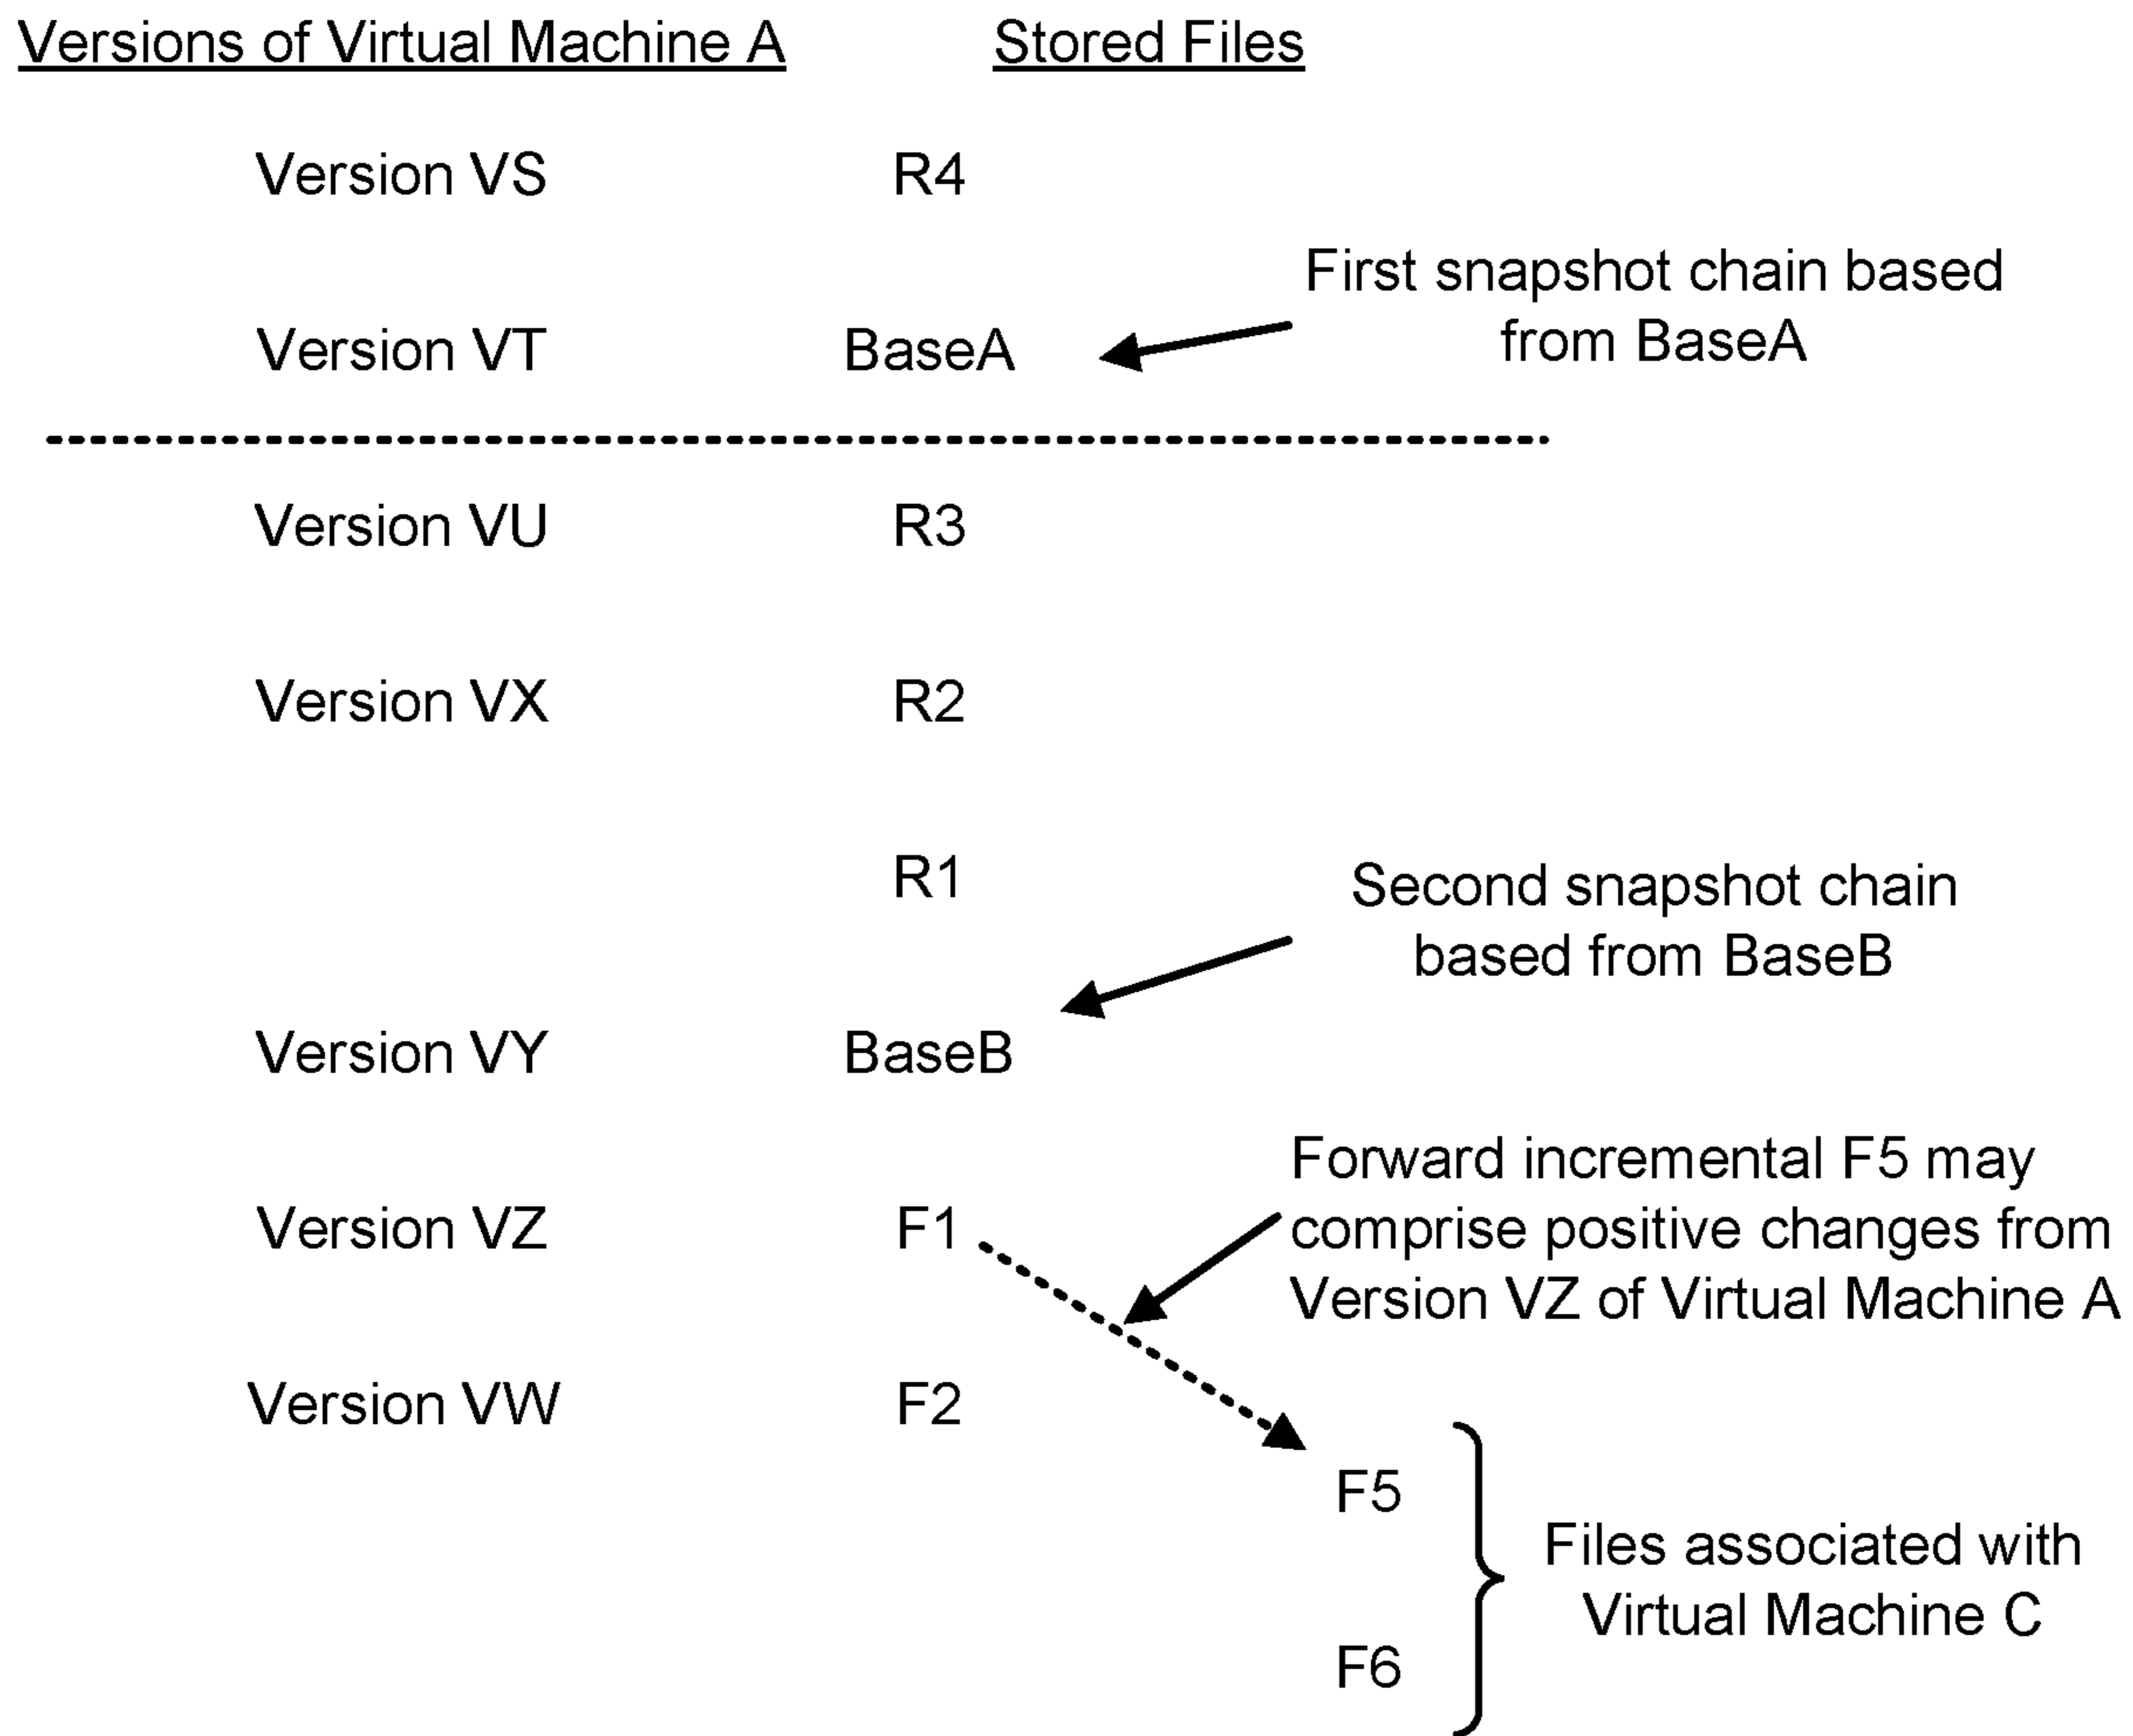 Versions of Virtual Machine A Stored Files
Version VS R4
First snapshot chain based
from BaseA
Version VT BaseA
Version VU R3
Version VX R2
R1
Second snapshot chain
based from BaseB
Version VY BaseB
Forward incremental F5 may
comprise positive changes from
Version VZ of Virtual Machine A
Version VZ F1
Version VW F2
F5
Files associated with
Virtual Machine C
F6